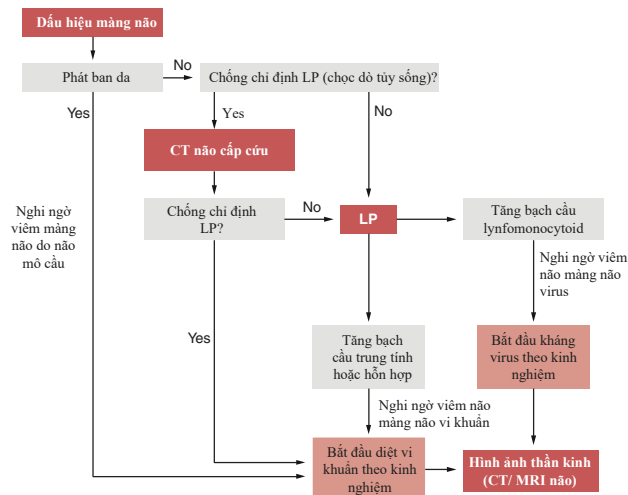 Dấu hiệu màng não
Phát ban da
No
Chống chỉ định LP (chọc dò tủy sống)?
Yes
Yes
No
CT não cấp cứu
Nghi ngờ
viêm màng
não do não
mô cầu
Chống chỉ định
LP?
No
LP
Tăng bạch cầu
lynfomonocytoid
Nghi ngờ viêm
não màng não
virus
Yes
Tăng bạch
cầu trung tính
hoặc hỗn hợp
Bắt đầu kháng
virus theo kinh
nghiệm
Nghi ngờ viêm não
màng não vi khuẩn
Bắt đầu diệt vi
khuẩn theo kinh
nghiệm
Hình ảnh thần kinh
(CT/ MRI não)